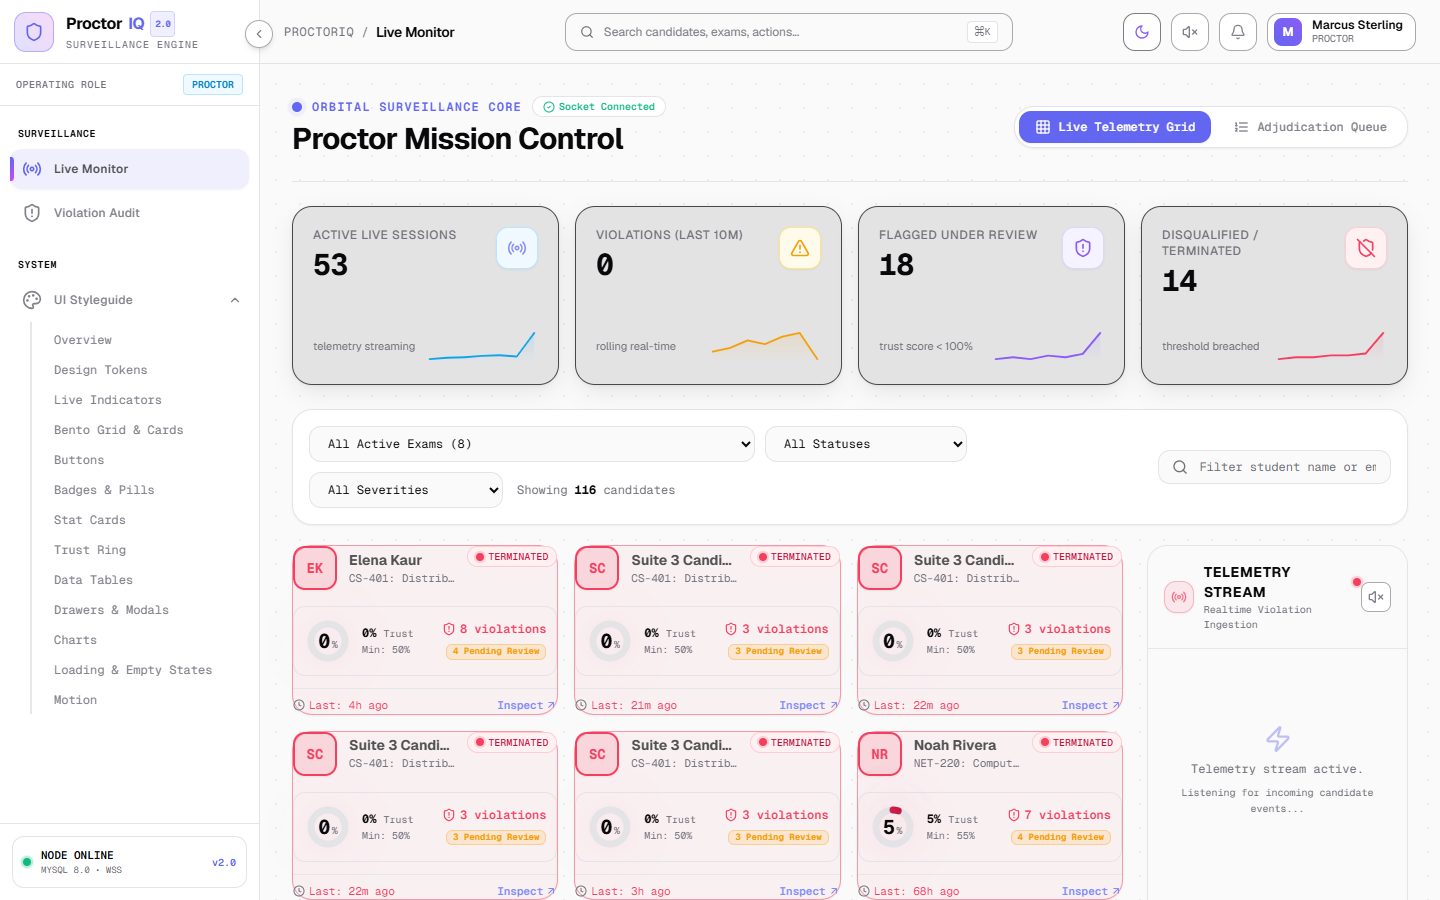 Proctor IQ 2.0
SURVEILLANCE ENGINE
OPERATING ROLE
PROCTOR
SURVEILLANCE
Live Monitor
Violation Audit
SYSTEM
UI Styleguide
Overview
Design Tokens
Live Indicators
Bento Grid & Cards
Buttons
Badges & Pills
Stat Cards
Trust Ring
Data Tables
Drawers & Modals
Charts
Loading & Empty States
Motion
NODE ONLINE
MYSQL 8.0 • WSS
v2.0
PROCTORIQ / Live Monitor
Search candidates, exams, actions…
⌘K
M
Marcus Sterling
PROCTOR
ORBITAL SURVEILLANCE CORE
Socket Connected
Proctor Mission Control
Live Telemetry Grid
Adjudication Queue
ACTIVE LIVE SESSIONS
53
telemetry streaming
VIOLATIONS (LAST 10M)
0
rolling real-time
FLAGGED UNDER REVIEW
18
trust score < 100%
DISQUALIFIED /
TERMINATED
14
threshold breached
All Active Exams (8)
All Statuses
All Severities
Showing 116 candidates
Filter student name or em
EK
Elena Kaur
TERMINATED
CS-401: Distrib…
0%
0% Trust
Min: 50%
8 violations
4 Pending Review
Last: 4h ago
Inspect ↗
SC
Suite 3 Candi…
TERMINATED
CS-401: Distrib…
0%
0% Trust
Min: 50%
3 violations
3 Pending Review
Last: 21m ago
Inspect ↗
SC
Suite 3 Candi…
TERMINATED
CS-401: Distrib…
0%
0% Trust
Min: 50%
3 violations
3 Pending Review
Last: 22m ago
Inspect ↗
SC
Suite 3 Candi…
TERMINATED
CS-401: Distrib…
0%
0% Trust
Min: 50%
3 violations
3 Pending Review
Last: 22m ago
Inspect ↗
SC
Suite 3 Candi…
TERMINATED
CS-401: Distrib…
0%
0% Trust
Min: 50%
3 violations
3 Pending Review
Last: 3h ago
Inspect ↗
NR
Noah Rivera
TERMINATED
NET-220: Comput…
5%
5% Trust
Min: 55%
7 violations
4 Pending Review
Last: 68h ago
Inspect ↗
TELEMETRY
STREAM
Realtime Violation
Ingestion
Telemetry stream active.
Listening for incoming candidate
events...